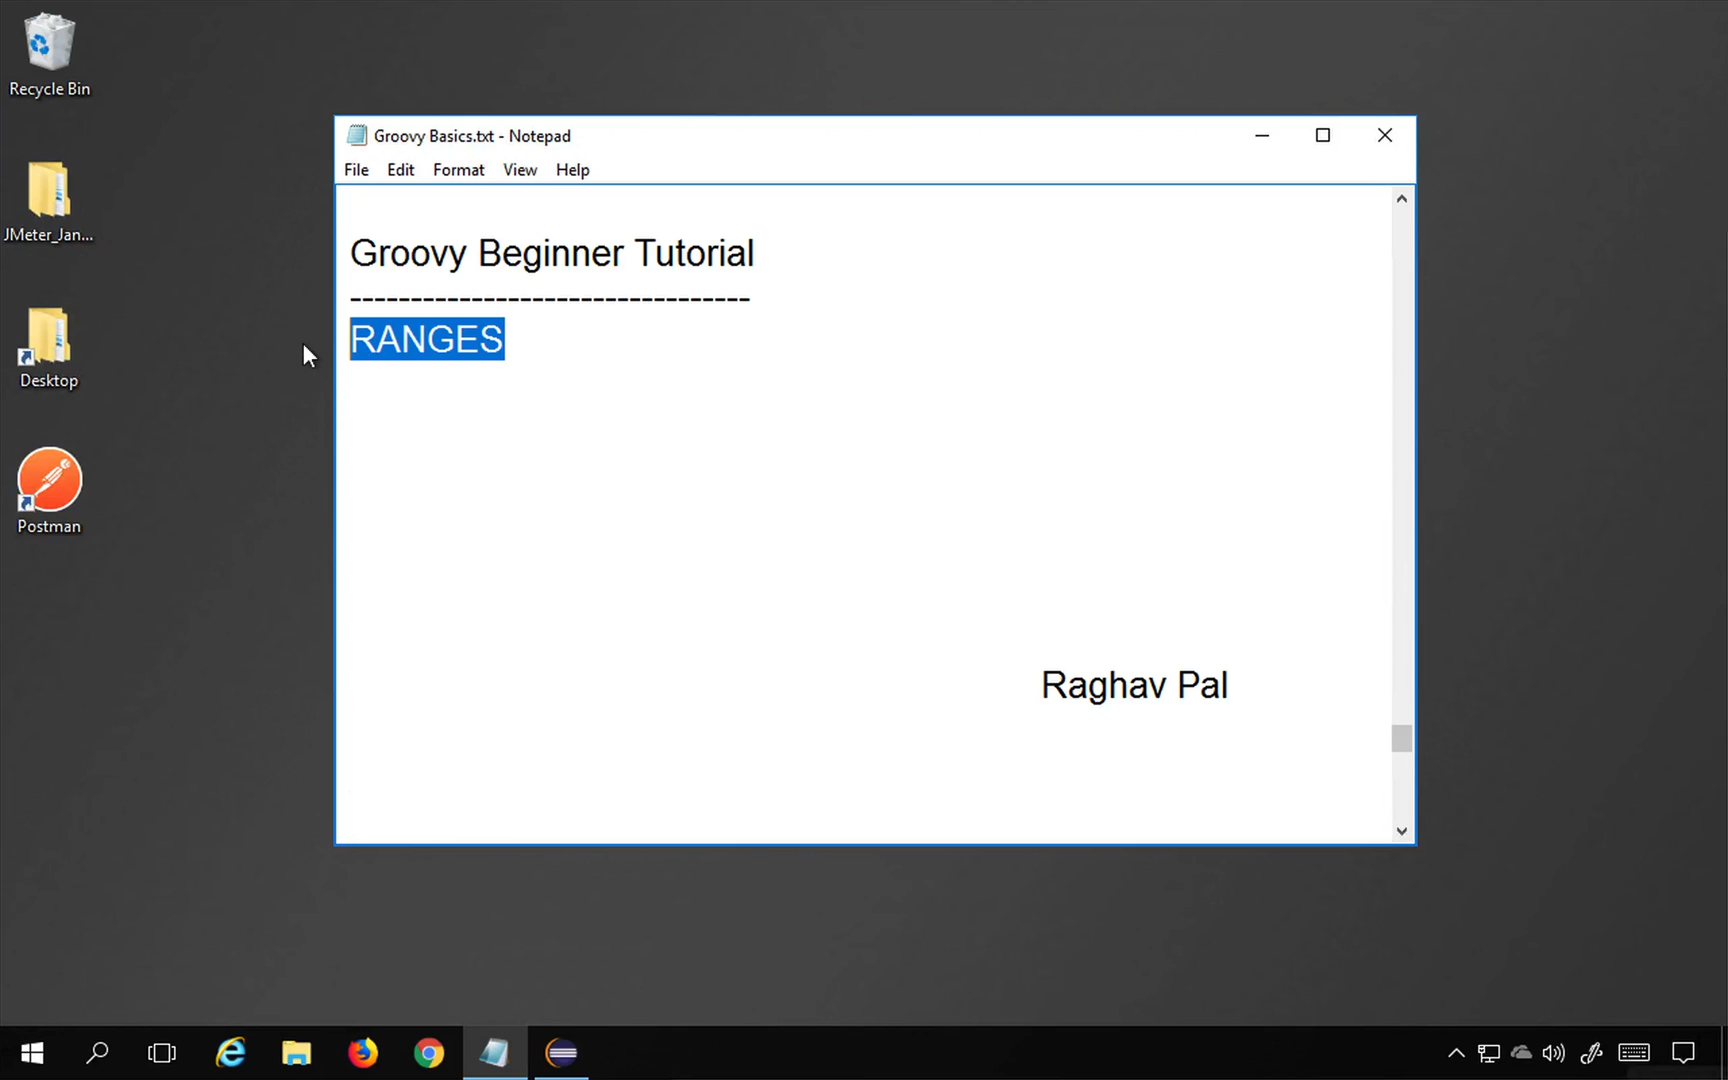 Recycle Bin
JMeter_Jan...
Desktop
Postman
Groovy Basics.txt - Notepad
File Edit Format View Help
Groovy Beginner Tutorial
---------------------------------
RANGES
Raghav Pal